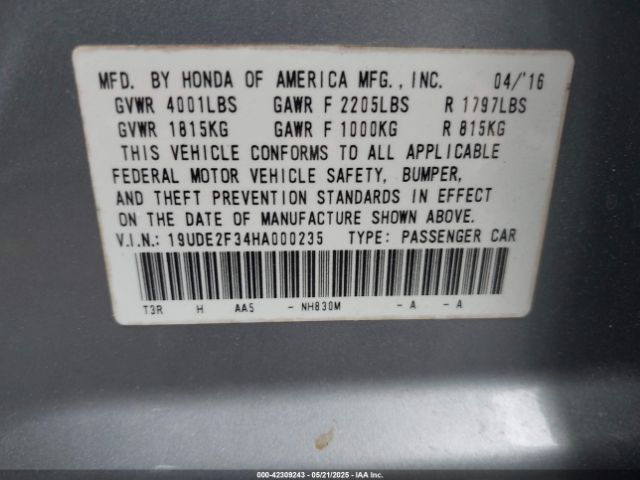 MFD. BY HONDA OF AMERICA MFG., INC. 04/'16
GVWR 4001LBS GAWR F 2205LBS R 1797LBS
GVWR 1815KG GAWR F 1000KG R 815KG
THIS VEHICLE CONFORMS TO ALL APPLICABLE
FEDERAL MOTOR VEHICLE SAFETY, BUMPER,
AND THEFT PREVENTION STANDARDS IN EFFECT
ON THE DATE OF MANUFACTURE SHOWN ABOVE.
V.I.N.: 19UDE2F34HA000235 TYPE: PASSENGER CAR
T3R H AA5 - NH830M - A - A
000-42309243 - 05/21/2025 - IAA Inc.